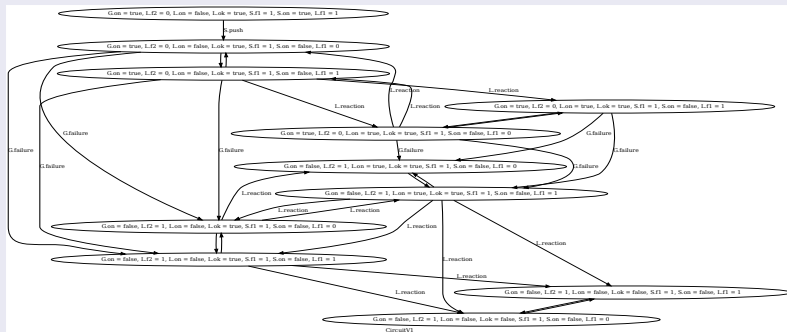 G.on = true, L.f2 = 0, L.on = false, L.ok = true, S.f1 = 1, S.on = true, L.f1 = 1
S.push
G.on = true, L.f2 = 0, L.on = false, L.ok = true, S.f1 = 1, S.on = false, L.f1 = 0
G.on = true, L.f2 = 0, L.on = false, L.ok = true, S.f1 = 1, S.on = false, L.f1 = 1
L.reaction
L.reaction
L.reaction
L.reaction
G.on = true, L.f2 = 0, L.on = true, L.ok = true, S.f1 = 1, S.on = false, L.f1 = 1
G.on = true, L.f2 = 0, L.on = true, L.ok = true, S.f1 = 1, S.on = false, L.f1 = 0
G.failure
G.failure
G.failure
G.failure
G.failure
G.failure
G.failure
G.on = false, L.f2 = 1, L.on = true, L.ok = true, S.f1 = 1, S.on = false, L.f1 = 0
G.on = false, L.f2 = 1, L.on = true, L.ok = true, S.f1 = 1, S.on = false, L.f1 = 1
L.reaction
L.reaction
L.reaction
G.on = false, L.f2 = 1, L.on = false, L.ok = true, S.f1 = 1, S.on = false, L.f1 = 0
L.reaction
L.reaction
L.reaction
G.on = false, L.f2 = 1, L.on = false, L.ok = true, S.f1 = 1, S.on = false, L.f1 = 1
L.reaction
L.reaction
G.on = false, L.f2 = 1, L.on = false, L.ok = false, S.f1 = 1, S.on = false, L.f1 = 1
G.on = false, L.f2 = 1, L.on = false, L.ok = false, S.f1 = 1, S.on = false, L.f1 = 0
CircuitV1